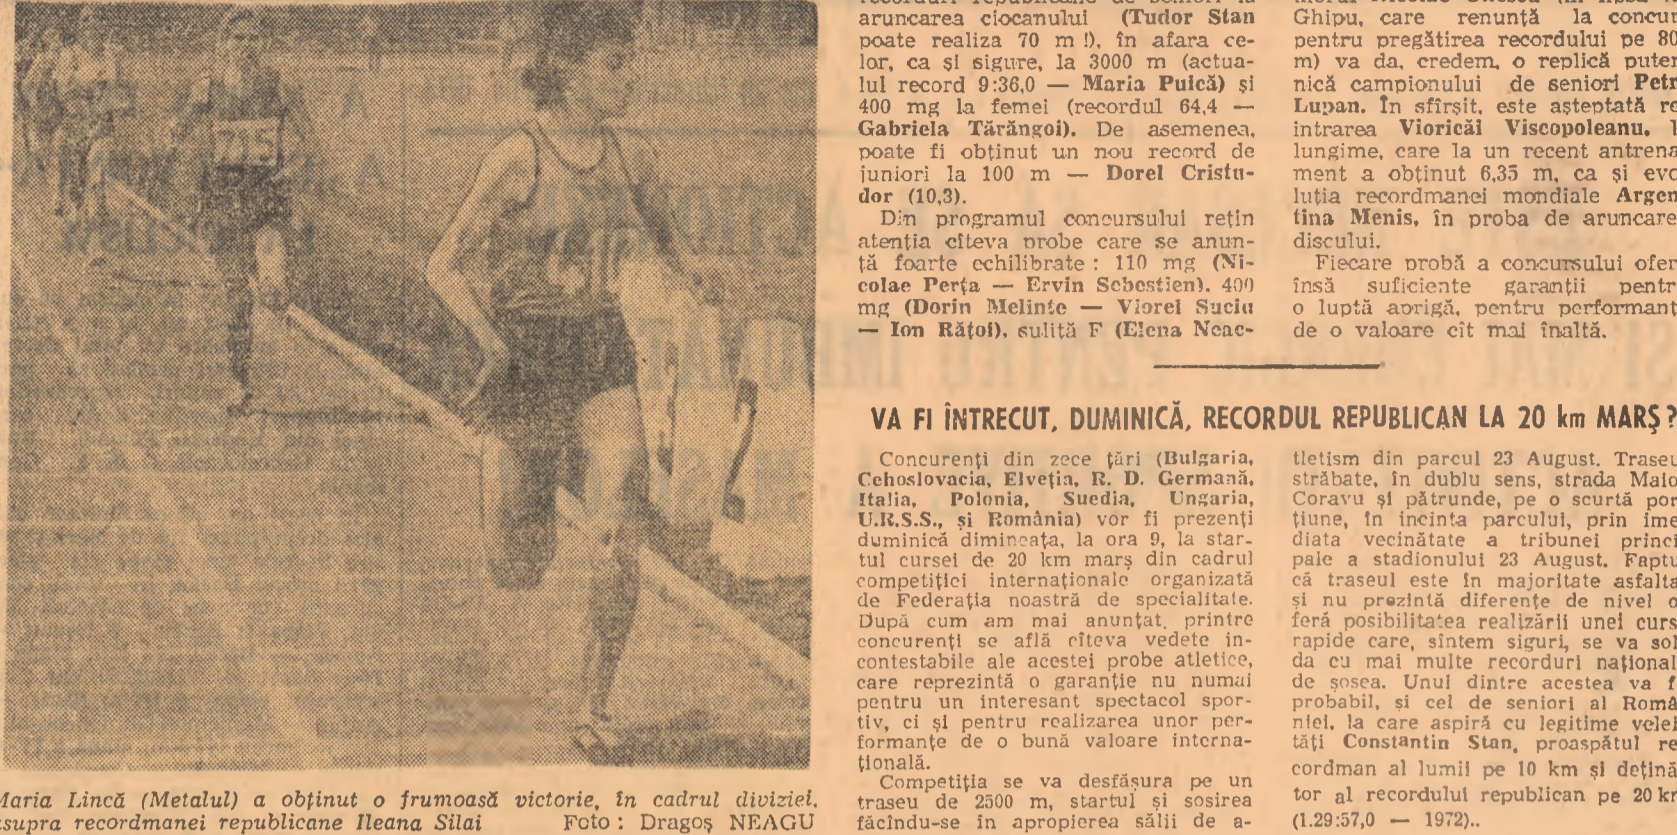 715
Maria Lincă (Metalul) a obținut o frumoasă victorie, în cadrul diviziei,
asupra recordmanei republicane Ileana Silai Foto : Dragoș NEAGU
aruncarea ciocanului (Tudor Stan
poate realiza 70 m !), în afara ce-
lor, ca și sigure, la 3000 m (actua-
lul record 9:36,0 — Maria Puică) și
400 mg la femei (recordul 64,4 —
Gabriela Tărăngoi). De asemenea,
poate fi obținut un nou record de
juniori la 100 m — Dorel Cristu-
dor (10,3).
Din programul concursului rețin
atenția cîteva probe care se anun-
ță foarte echilibrate : 110 mg (Ni-
colae Perța — Ervin Sebestien), 400
mg (Dorin Melinte — Viorel Suciu
— Ion Rățoi), suliță F (Elena Neac-
Ghipu, care renunță la concur
pentru pregătirea recordului pe 80
m) va da, credem, o replică puter
nică campionului de seniori Petr
Lupan. În sfîrșit, este așteptată re
intrarea Vioricăi Viscopoleanu, l
lungime, care la un recent antrena
ment a obținut 6,35 m, ca și evo
luția recordmanei mondiale Argen
tina Menis, în proba de aruncare
discului.
Fiecare probă a concursului ofer
însă suficiente garanții pentr
o luptă aprigă, pentru performanț
de o valoare cît mai înaltă.
VA FI ÎNTRECUT, DUMINICĂ, RECORDUL REPUBLICAN LA 20 km MARȘ ?
Concurenți din zece țări (Bulgaria,
Cehoslovacia, Elveția, R. D. Germană,
Italia, Polonia, Suedia, Ungaria,
U.R.S.S., și România) vor fi prezenți
duminică dimineața, la ora 9, la star-
tul cursei de 20 km marș din cadrul
competiției internaționale organizată
de Federația noastră de specialitate.
După cum am mai anunțat, printre
concurenți se află cîteva vedete in-
contestabile ale acestei probe atletice,
care reprezintă o garanție nu numai
pentru un interesant spectacol spor-
tiv, ci și pentru realizarea unor per-
formanțe de o bună valoare interna-
țională.
Competiția se va desfășura pe un
traseu de 2500 m, startul și sosirea
făcîndu-se în apropierea sălii de a-
tletism din parcul 23 August. Traseu
străbate, în dublu sens, strada Maio
Coravu și pătrunde, pe o scurtă por
țiune, în incinta parcului, prin ime
diata vecinătate a tribunei princi
pale a stadionului 23 August. Faptu
că traseul este în majoritate asfalta
și nu prezintă diferențe de nivel o
feră posibilitatea realizării unei curs
rapide care, sîntem siguri, se va sol
da cu mai multe recorduri național
de șosea. Unul dintre acestea va f
probabil, și cel de seniori al Româ
niei, la care aspiră cu legitime velei
tăți Constantin Stan, proaspătul re
cordman al lumii pe 10 km și dețină
tor al recordului republican pe 20 km
(1.29:57,0 — 1972)..